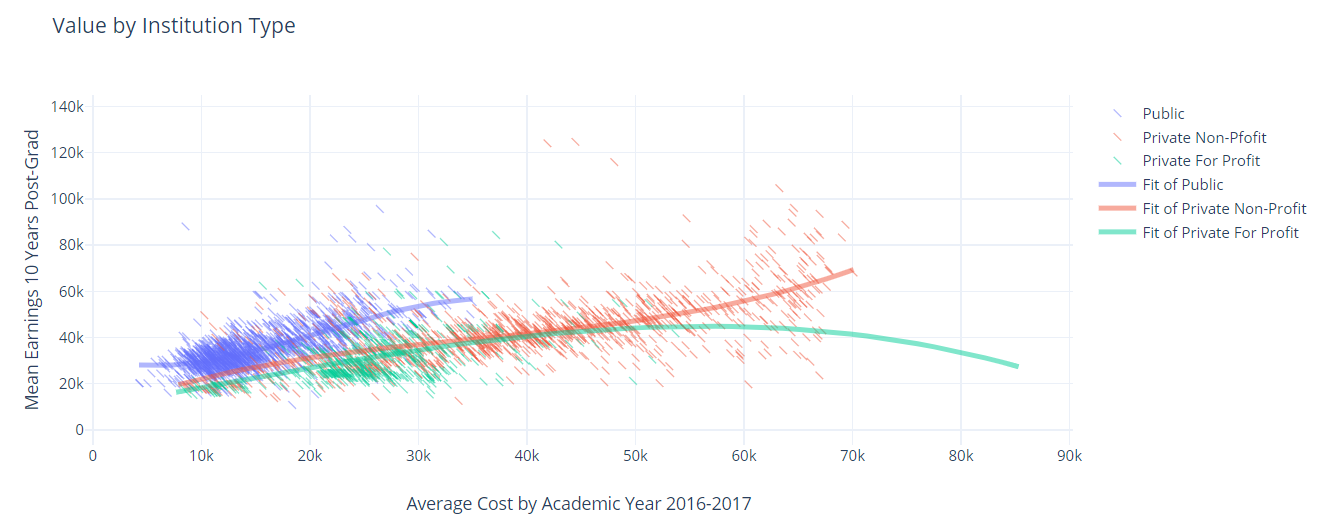 Value by Institution Type
Mean Earnings 10 Years Post-Grad
140k
120k
100k
80k
60k
40k
20k
0
0 10k 20k 30k 40k 50k 60k 70k 80k 90k
Average Cost by Academic Year 2016-2017
Public
Private Non-Pfofit
Private For Profit
Fit of Public
Fit of Private Non-Profit
Fit of Private For Profit